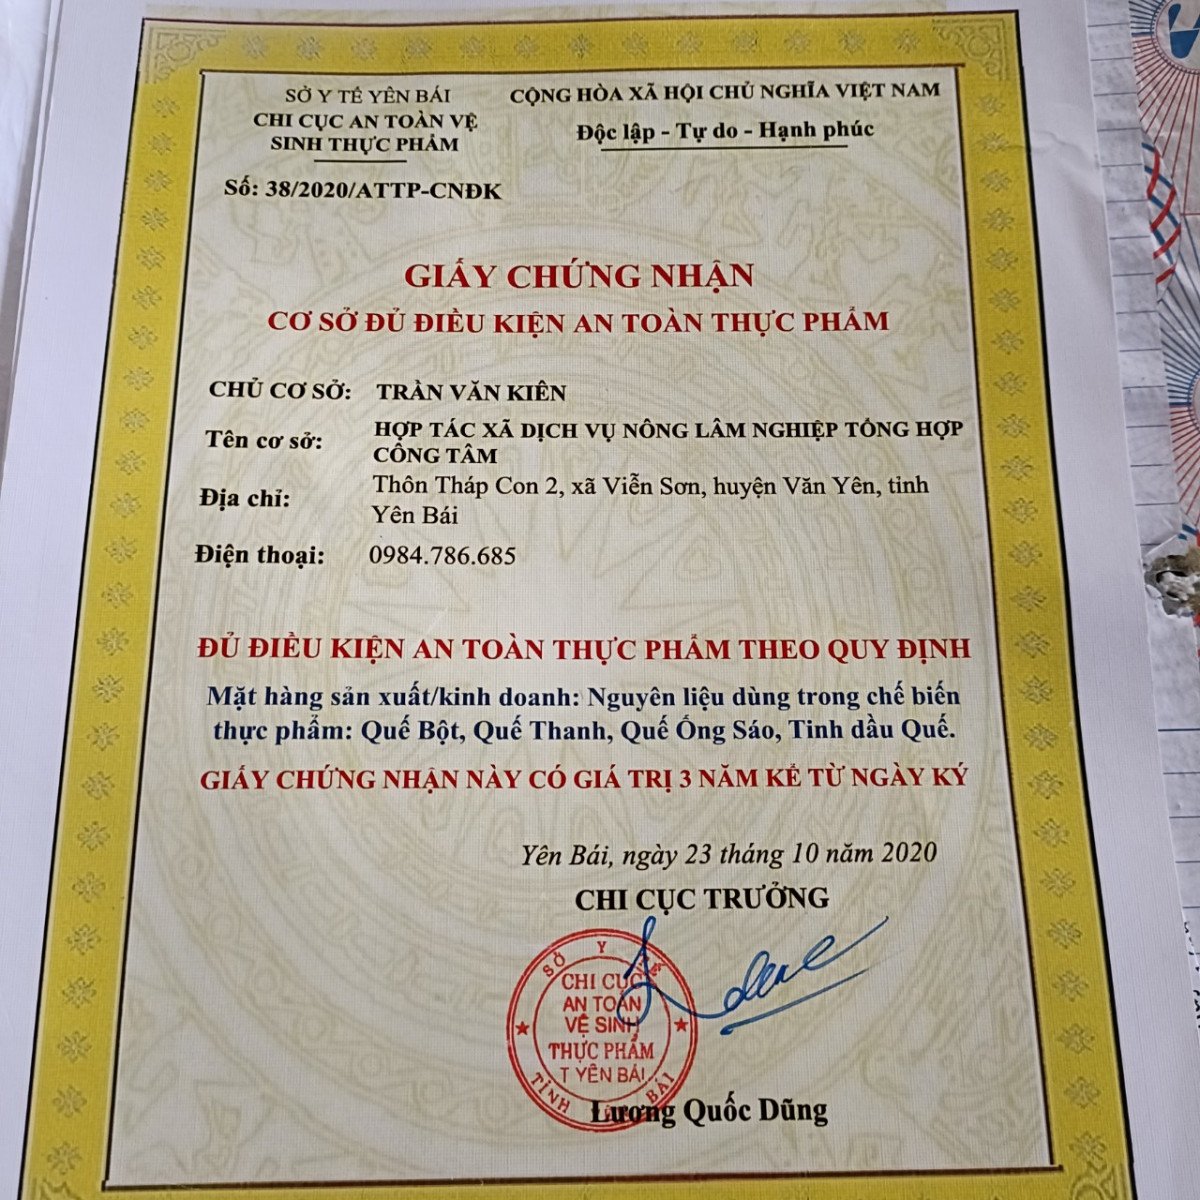 SỞ Y TẾ YÊN BÁI
CHI CỤC AN TOÀN VỆ
SINH THỰC PHẨM
CỘNG HÒA XÃ HỘI CHỦ NGHĨA VIỆT NAM
Độc lập - Tự do - Hạnh phúc
Số: 38/2020/ATTP-CNĐK
GIẤY CHỨNG NHẬN
CƠ SỞ ĐỦ ĐIỀU KIỆN AN TOÀN THỰC PHẨM
CHỦ CƠ SỞ: TRẦN VĂN KIÊN
Tên cơ sở: HỢP TÁC XÃ DỊCH VỤ NÔNG LÂM NGHIỆP TỔNG HỢP
CÔNG TÂM
Địa chỉ: Thôn Tháp Con 2, xã Viễn Sơn, huyện Văn Yên, tỉnh
Yên Bái
Điện thoại: 0984.786.685
ĐỦ ĐIỀU KIỆN AN TOÀN THỰC PHẨM THEO QUY ĐỊNH
Mặt hàng sản xuất/kinh doanh: Nguyên liệu dùng trong chế biến
thực phẩm: Quế Bột, Quế Thanh, Quế Ống Sáo, Tinh dầu Quế.
GIẤY CHỨNG NHẬN NÀY CÓ GIÁ TRỊ 3 NĂM KỂ TỪ NGÀY KÝ
Yên Bái, ngày 23 tháng 10 năm 2020
CHI CỤC TRƯỞNG
SỞ Y TẾ
CHI CỤC
AN TOÀN
VỆ SINH
THỰC PHẨM
T YÊN BÁI
TỈNH YÊN BÁI
Lương Quốc Dũng